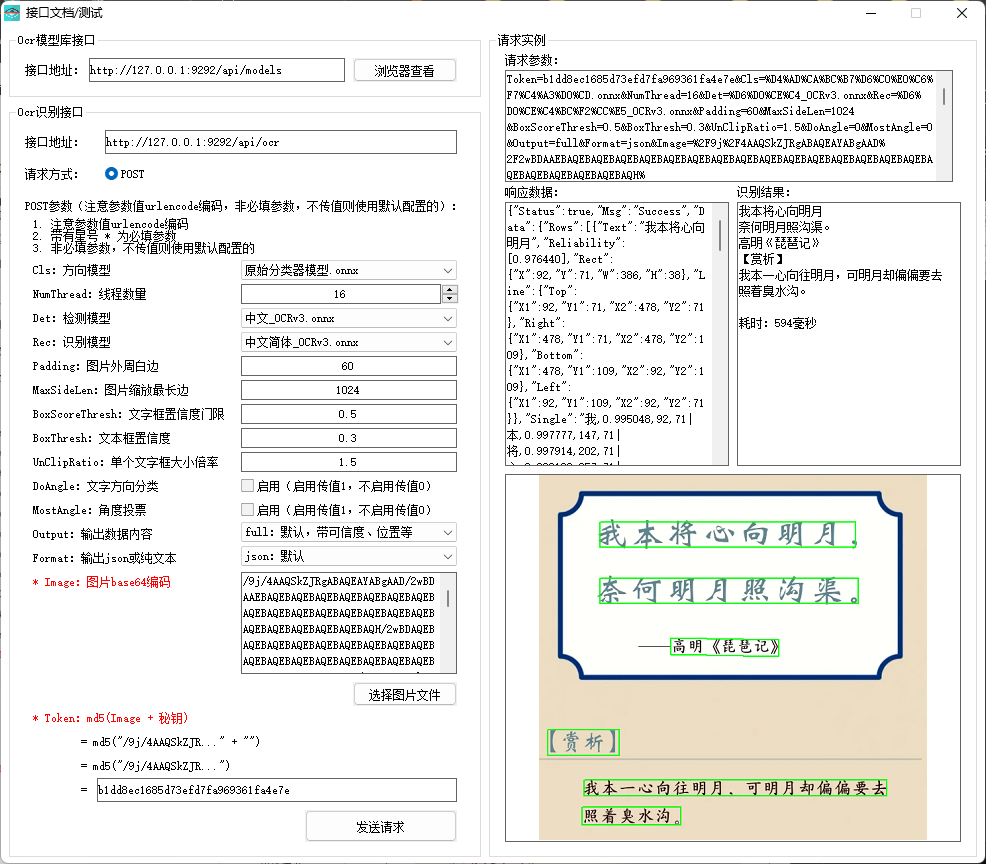 接口文档/测试
Ocr模型库接口
接口地址: http://127.0.0.1:9292/api/models 浏览器查看
Ocr识别接口
接口地址: http://127.0.0.1:9292/api/ocr
请求方式: POST
POST参数（注意参数值urlencode编码，非必填参数，不传值则使用默认配置的）:
1. 注意参数值urlencode编码
2. 带有星号 * 为必填参数
3. 非必填参数，不传值则使用默认配置的
Cls: 方向模型 原始分类器模型.onnx
NumThread: 线程数量 16
Det: 检测模型 中文_OCRv3.onnx
Rec: 识别模型 中文简体_OCRv3.onnx
Padding: 图片外周白边 60
MaxSideLen: 图片缩放最长边 1024
BoxScoreThresh: 文字框置信度门限 0.5
BoxThresh: 文本框置信度 0.3
UnClipRatio: 单个文字框大小倍率 1.5
DoAngle: 文字方向分类 启用（启用传值1，不启用传值0）
MostAngle: 角度投票 启用（启用传值1，不启用传值0）
Output: 输出数据内容 full: 默认，带可信度、位置等
Format: 输出json或纯文本 json: 默认
* Image: 图片base64编码
/9j/4AAQSkZJRgABAQEAYABgAAD/2wBD
AAEBAQEBAQEBAQEBAQEBAQEBAQEBAQEB
AQEBAQEBAQEBAQEBAQEBAQEBAQEBAQEB
AQEBAQEBAQEBAQEBAQH/2wBDAQEBAQEB
AQEBAQEBAQEBAQEBAQEBAQEBAQEBAQEB
AQEBAQEBAQEBAQEBAQEBAQEBAQEBAQEB
选择图片文件
* Token: md5(Image + 秘钥)
= md5("/9j/4AAQSkZJR..." + "")
= md5("/9j/4AAQSkZJR...")
= b1dd8ec1685d73efd7fa969361fa4e7e
发送请求
请求实例
请求参数:
Token=b1dd8ec1685d73efd7fa969361fa4e7e&Cls=%D4%AD%CA%BC%B7%D6%C0%E0%C6%
F7%C4%A3%D0%CD.onnx&NumThread=16&Det=%D6%D0%CE%C4_OCRv3.onnx&Rec=%D6%
D0%CE%C4%BC%F2%CC%E5_OCRv3.onnx&Padding=60&MaxSideLen=1024
&BoxScoreThresh=0.5&BoxThresh=0.3&UnClipRatio=1.5&DoAngle=0&MostAngle=0
&Output=full&Format=json&Image=%2F9j%2F4AAQSkZJRgABAQEAYABgAAD%
2F2wBDAAEBAQEBAQEBAQEBAQEBAQEBAQEBAQEBAQEBAQEBAQEBAQEBAQEBAQEBAQEBAQEBA
QEBAQEBAQEBAQEBAQEBAQH%
响应数据:
{"Status":true,"Msg":"Success","D
ata":{"Rows":[{"Text":"我本将心向
明月","Reliability":
[0.976440],"Rect":
{"X":92,"Y":71,"W":386,"H":38},"L
ine":{"Top":
{"X1":92,"Y1":71,"X2":478,"Y2":71
},"Right":
{"X1":478,"Y1":71,"X2":478,"Y2":1
09},"Bottom":
{"X1":478,"Y1":109,"X2":92,"Y2":1
09},"Left":
{"X1":92,"Y1":109,"X2":92,"Y2":71
}},"Single":"我,0.995048,92,71|
本,0.997777,147,71|
将,0.997914,202,71|
识别结果:
我本将心向明月
奈何明月照沟渠。
高明《琵琶记》
【赏析】
我本一心向往明月，可明月却偏偏要去
照着臭水沟。
耗时: 594毫秒
我本将心向明月，
奈何明月照沟渠。
——高明《琵琶记》
【赏析】
我本一心向往明月，可明月却偏偏要去
照着臭水沟。